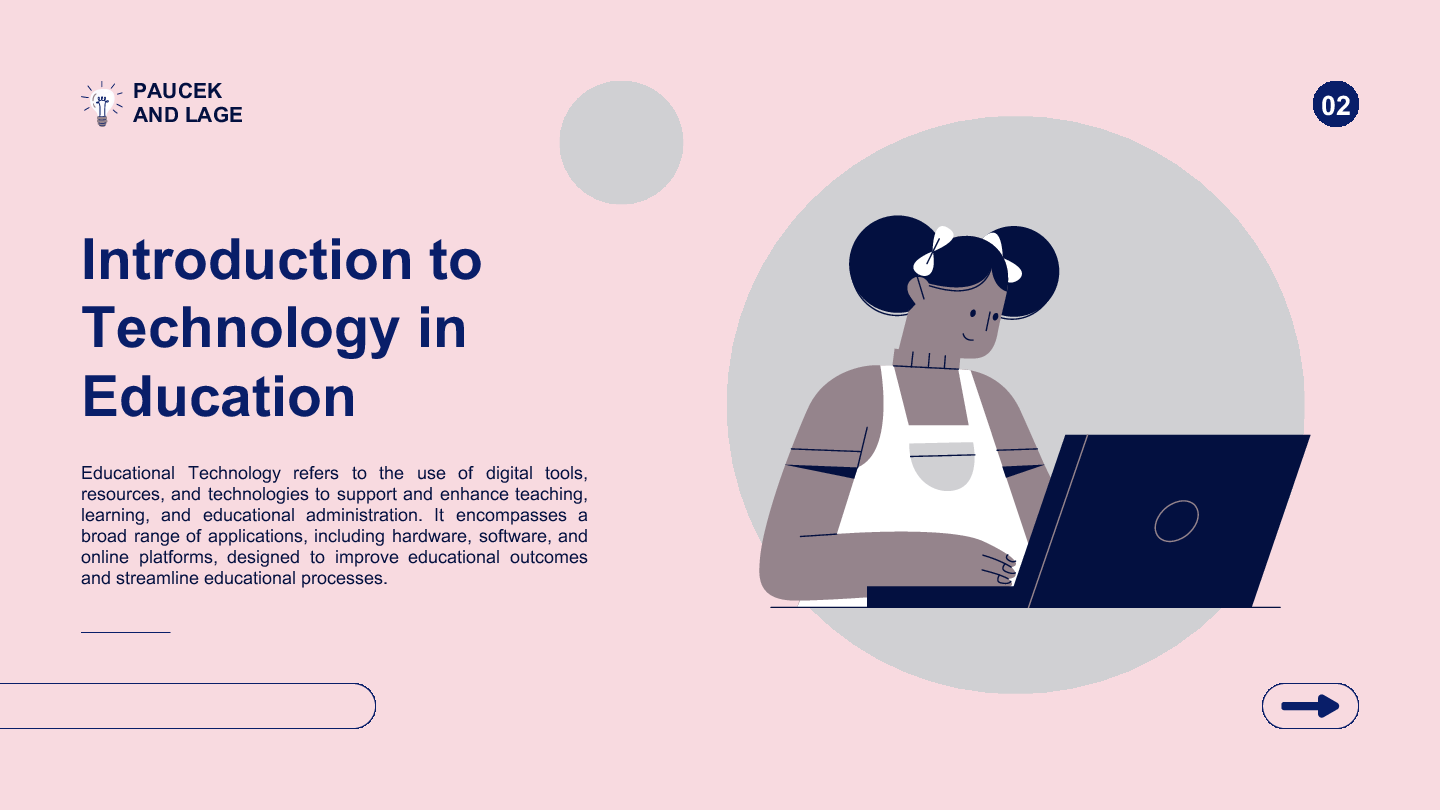 PAUCEK
AND LAGE
02
Introduction to
Technology in
Education
Educational Technology refers to the use of digital tools,
resources, and technologies to support and enhance teaching,
learning, and educational administration. It encompasses a
broad range of applications, including hardware, software, and
online platforms, designed to improve educational outcomes
and streamline educational processes.